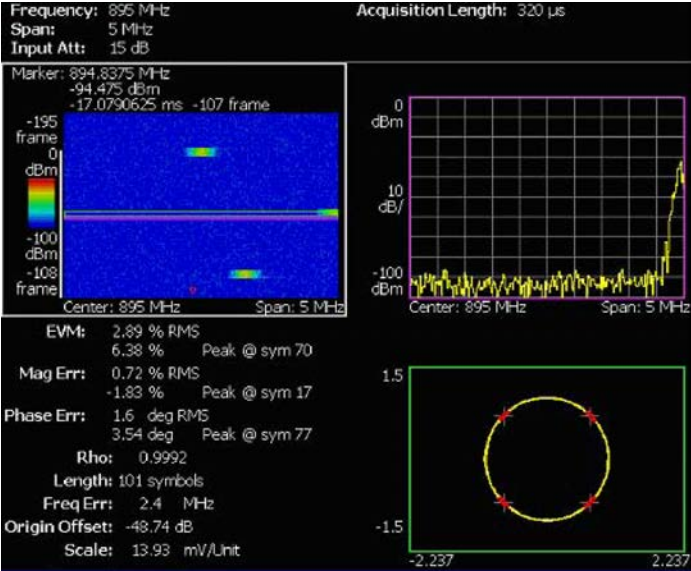 Frequency: 895 MHz
Acquisition Length: 320 µs
Span: 5 MHz
Input Att: 15 dB
Marker: 894.8375 MHz
-94.475 dBm
-17.0790625 ms -107 frame
-195
frame
0
dBm
-100
dBm
-108
frame
Center: 895 MHz Span: 5 MHz
0
dBm
10
dB/
-100
dBm
Center: 895 MHz Span: 5 MHz
EVM: 2.89 % RMS
6.38 % Peak @ sym 70
Mag Err: 0.72 % RMS
-1.83 % Peak @ sym 17
Phase Err: 1.6 deg RMS
3.54 deg Peak @ sym 77
Rho: 0.9992
Length: 101 symbols
Freq Err: 2.4 MHz
Origin Offset: -48.74 dB
Scale: 13.93 mV/Unit
1.5
-1.5
-2.237 2.237